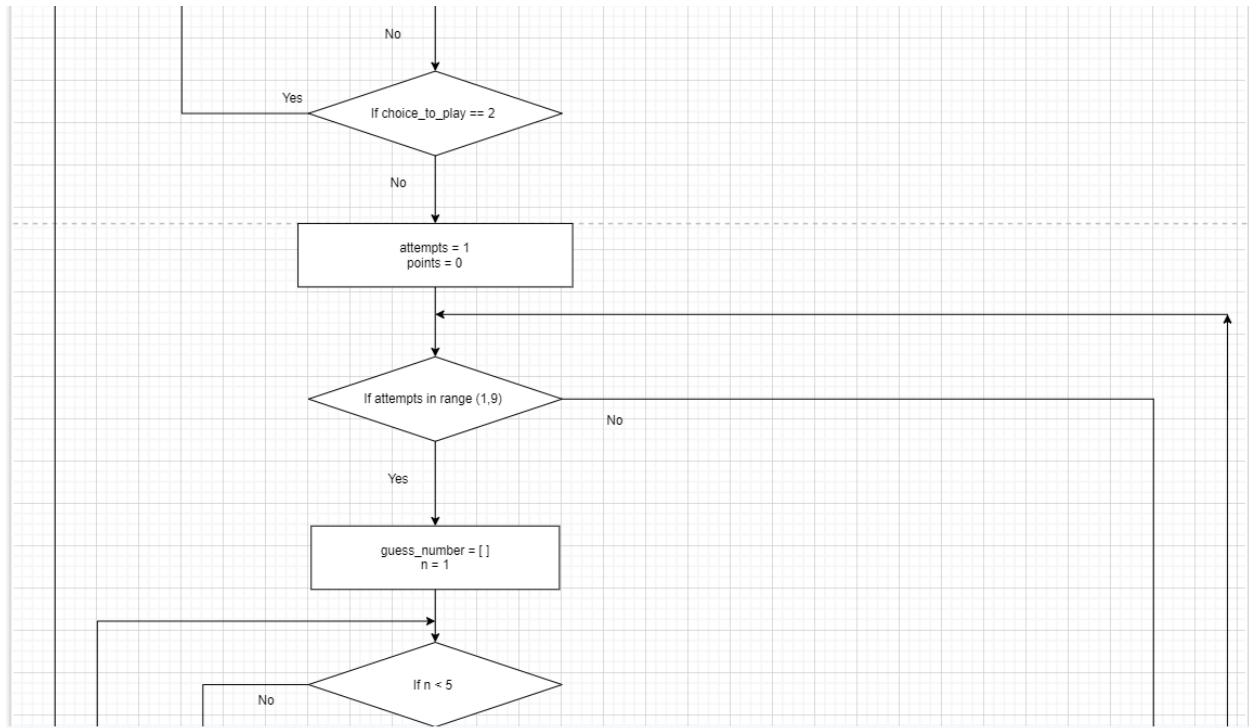 No
Yes
If choice_to_play == 2
No
attempts = 1
points = 0
If attempts in range (1,9)
No
Yes
guess_number = [ ]
n = 1
If n < 5
No